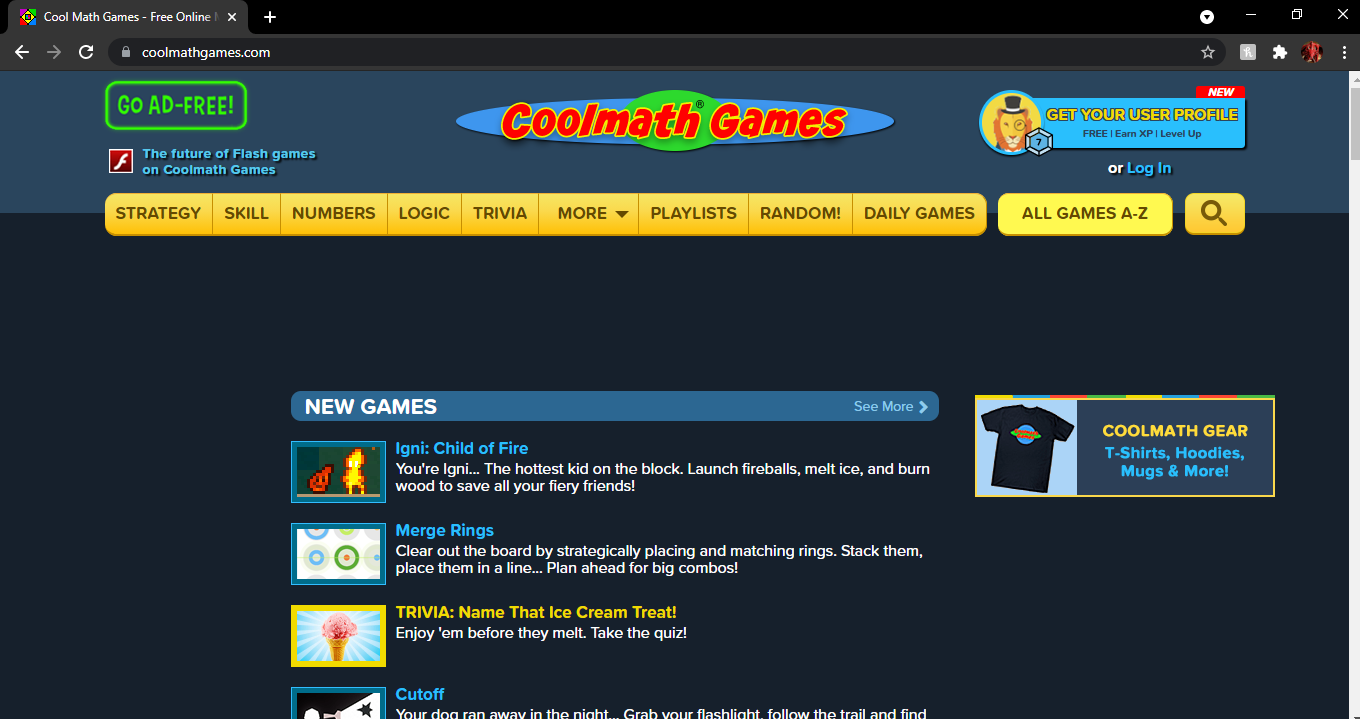 Cool Math Games - Free Online
coolmathgames.com
GO AD-FREE!
The future of Flash games
on Coolmath Games
Coolmath Games®
NEW
GET YOUR USER PROFILE
FREE | Earn XP | Level Up
7
or Log In
STRATEGY SKILL NUMBERS LOGIC TRIVIA MORE PLAYLISTS RANDOM! DAILY GAMES ALL GAMES A-Z
NEW GAMES See More
Igni: Child of Fire
You're Igni... The hottest kid on the block. Launch fireballs, melt ice, and burn
wood to save all your fiery friends!
Merge Rings
Clear out the board by strategically placing and matching rings. Stack them,
place them in a line... Plan ahead for big combos!
TRIVIA: Name That Ice Cream Treat!
Enjoy 'em before they melt. Take the quiz!
Cutoff
Your dog ran away in the night... Grab your flashlight, follow the trail and find
COOLMATH GEAR
T-Shirts, Hoodies,
Mugs & More!